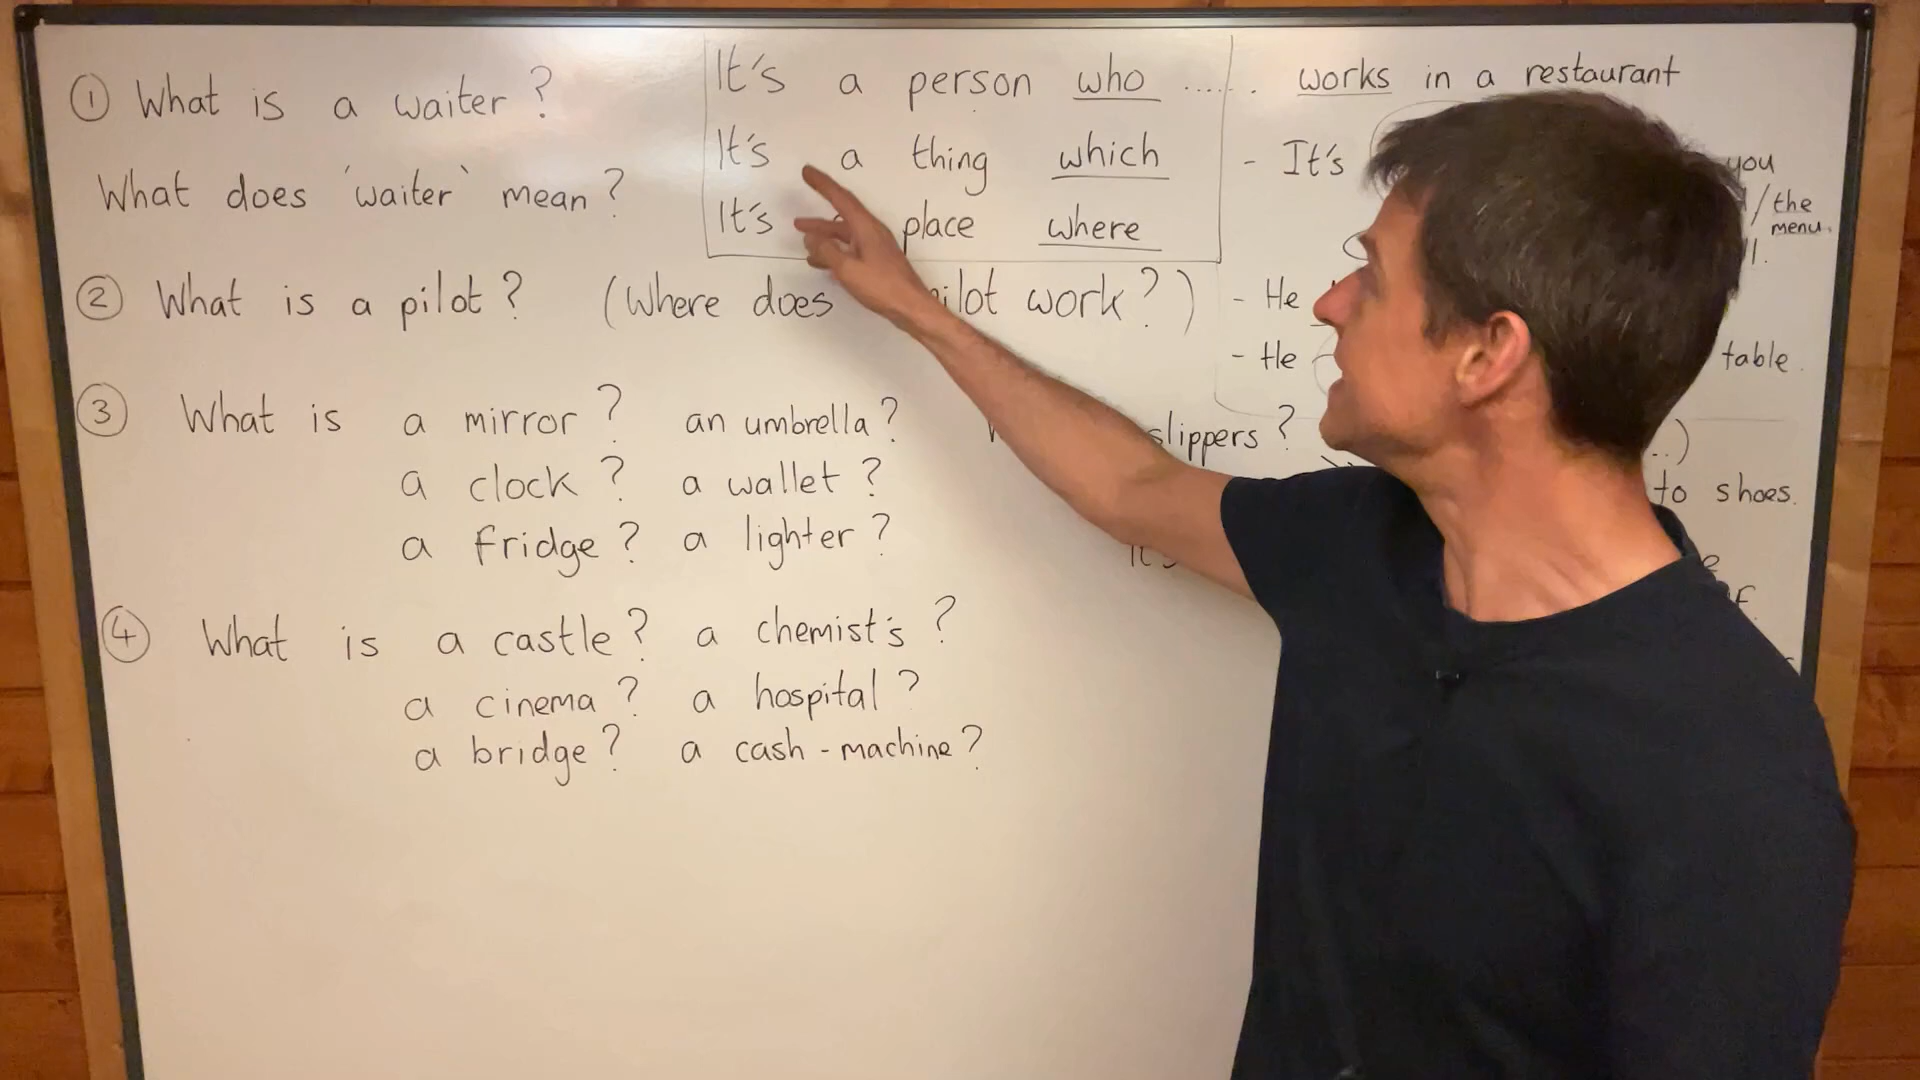 ① What is a waiter? It's a person who ...... works in a restaurant
What does 'waiter' mean? It's a thing which - It's you
/the
menu.
It's place where
② What is a pilot? (Where does pilot work?) - He
- He table.
③ What is a mirror? an umbrella? slippers? ..)
a clock? a wallet? to shoes.
a fridge? a lighter?
④ What is a castle? a chemist's?
a cinema? a hospital?
a bridge? a cash-machine?